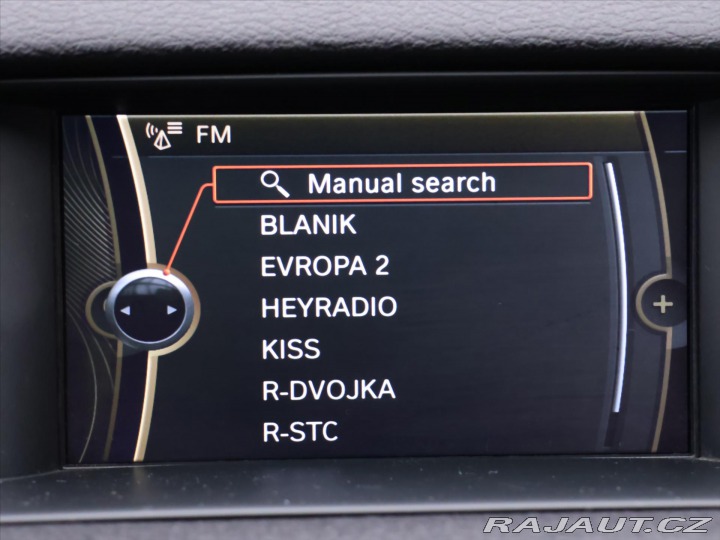 FM
Manual search
BLANIK
EVROPA 2
HEYRADIO
KISS
R-DVOJKA
R-STC
RAJAUT.CZ